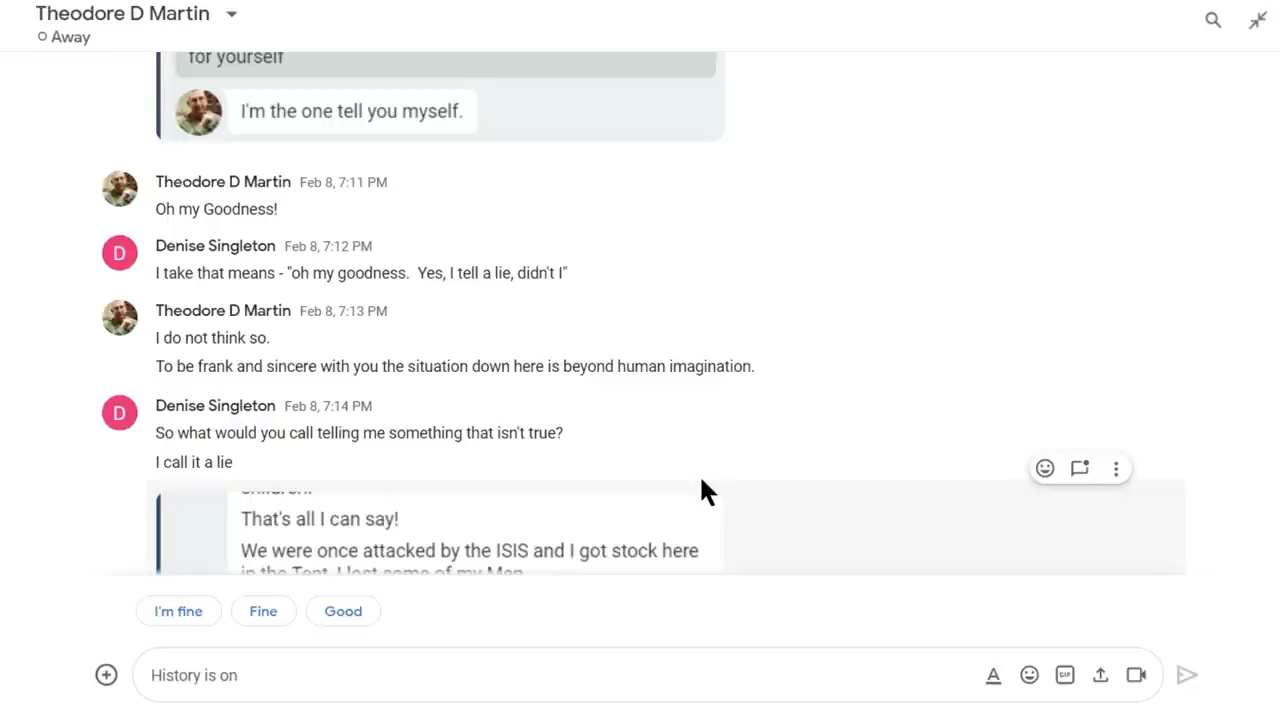 Theodore D Martin
Away
for yourself
I'm the one tell you myself.
Theodore D Martin Feb 8, 7:11 PM
Oh my Goodness!
D
Denise Singleton Feb 8, 7:12 PM
I take that means - "oh my goodness. Yes, I tell a lie, didn't I"
Theodore D Martin Feb 8, 7:13 PM
I do not think so.
To be frank and sincere with you the situation down here is beyond human imagination.
D
Denise Singleton Feb 8, 7:14 PM
So what would you call telling me something that isn't true?
I call it a lie
That's all I can say!
We were once attacked by the ISIS and I got stock here
in the Tent. I lost some of my Men
I'm fine Fine Good
History is on
A
GIF